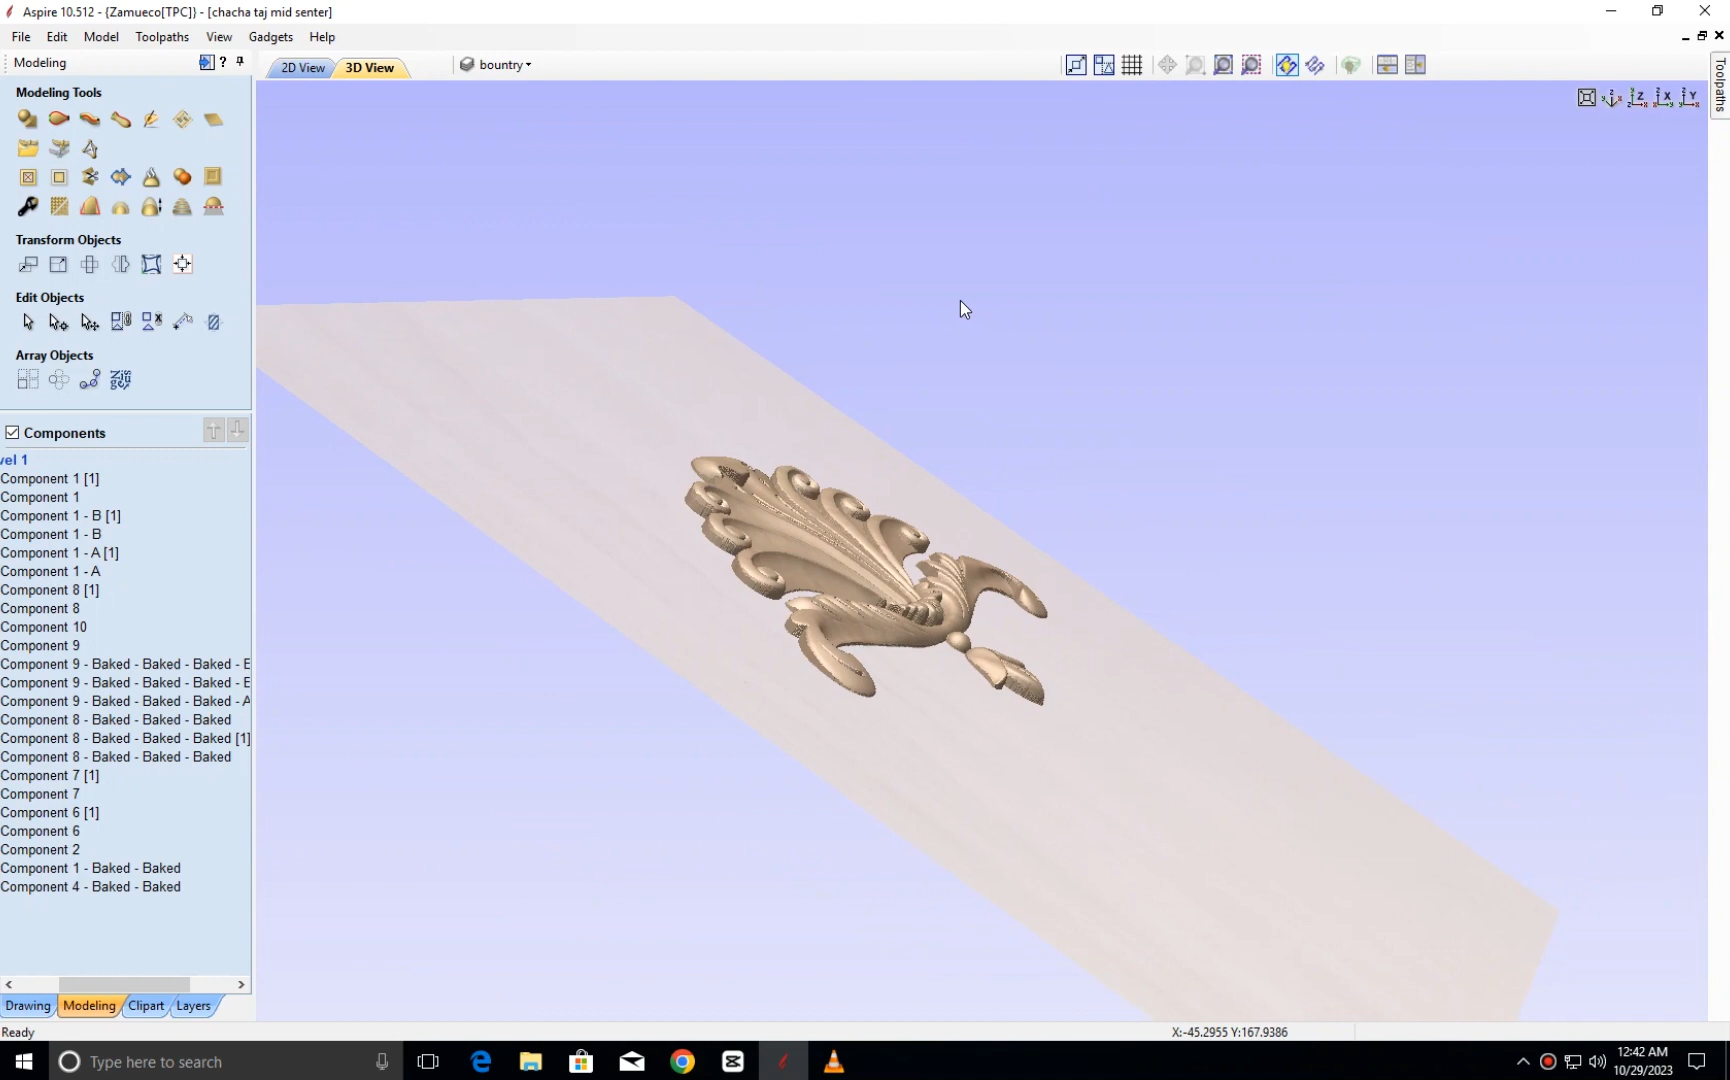 Aspire 10.512 - {Zamueco[TPC]} - [chacha taj mid senter]
File Edit Model Toolpaths View Gadgets Help
Modeling ?
2D View 3D View bountry
Toolpaths
Modeling Tools
Transform Objects
Edit Objects
Array Objects
Components
vel 1
Component 1 [1]
Component 1
Component 1 - B [1]
Component 1 - B
Component 1 - A [1]
Component 1 - A
Component 8 [1]
Component 8
Component 10
Component 9
Component 9 - Baked - Baked - Baked - E
Component 9 - Baked - Baked - Baked - E
Component 9 - Baked - Baked - Baked - A
Component 8 - Baked - Baked - Baked
Component 8 - Baked - Baked - Baked [1]
Component 8 - Baked - Baked - Baked
Component 7 [1]
Component 7
Component 6 [1]
Component 6
Component 2
Component 1 - Baked - Baked
Component 4 - Baked - Baked
Drawing Modeling Clipart Layers
Ready X:-45.2955 Y:167.9386
Type here to search
12:42 AM
10/29/2023